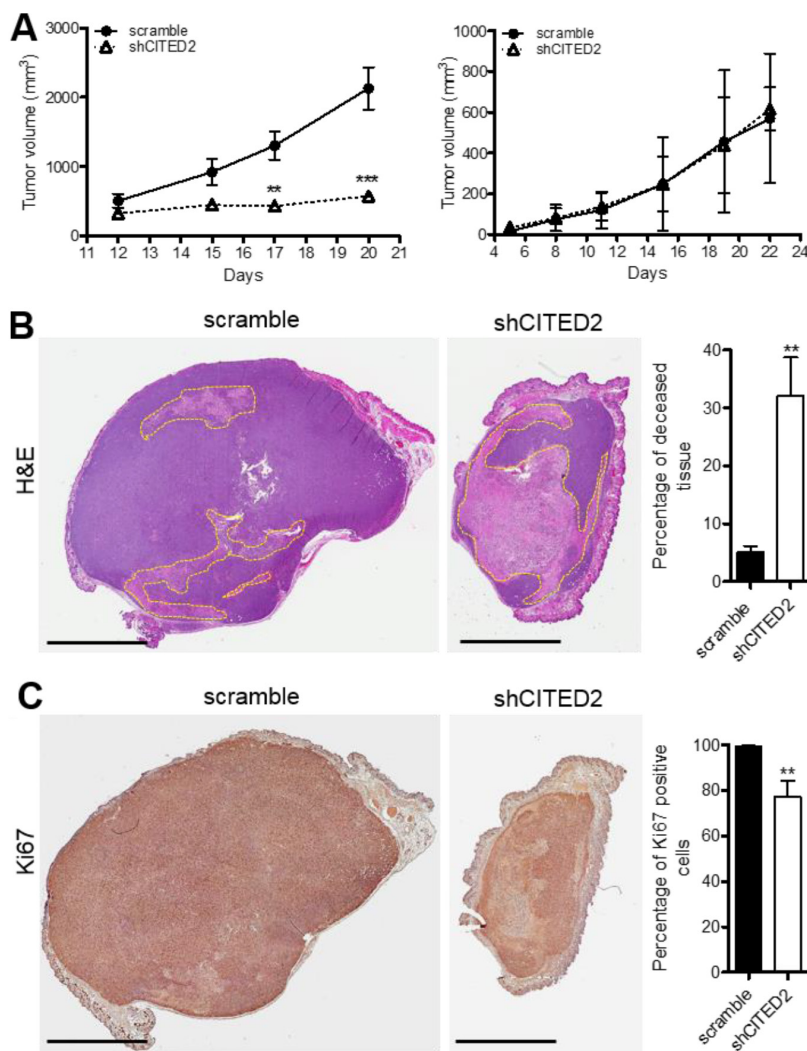 A
scramble
shCITED2
Tumor volume (mm³)
3000
2000
1000
0
**
***
11 12 13 14 15 16 17 18 19 20 21
Days
scramble
shCITED2
Tumor volume (mm³)
1000
800
600
400
200
0
4 6 8 10 12 14 16 18 20 22 24
Days
B
scramble
shCITED2
H&E
Percentage of deceased
tissue
40
30
20
10
0
**
scramble
shCITED2
C
scramble
shCITED2
Ki67
Percentage of Ki67 positive
cells
100
80
60
40
20
0
**
scramble
shCITED2